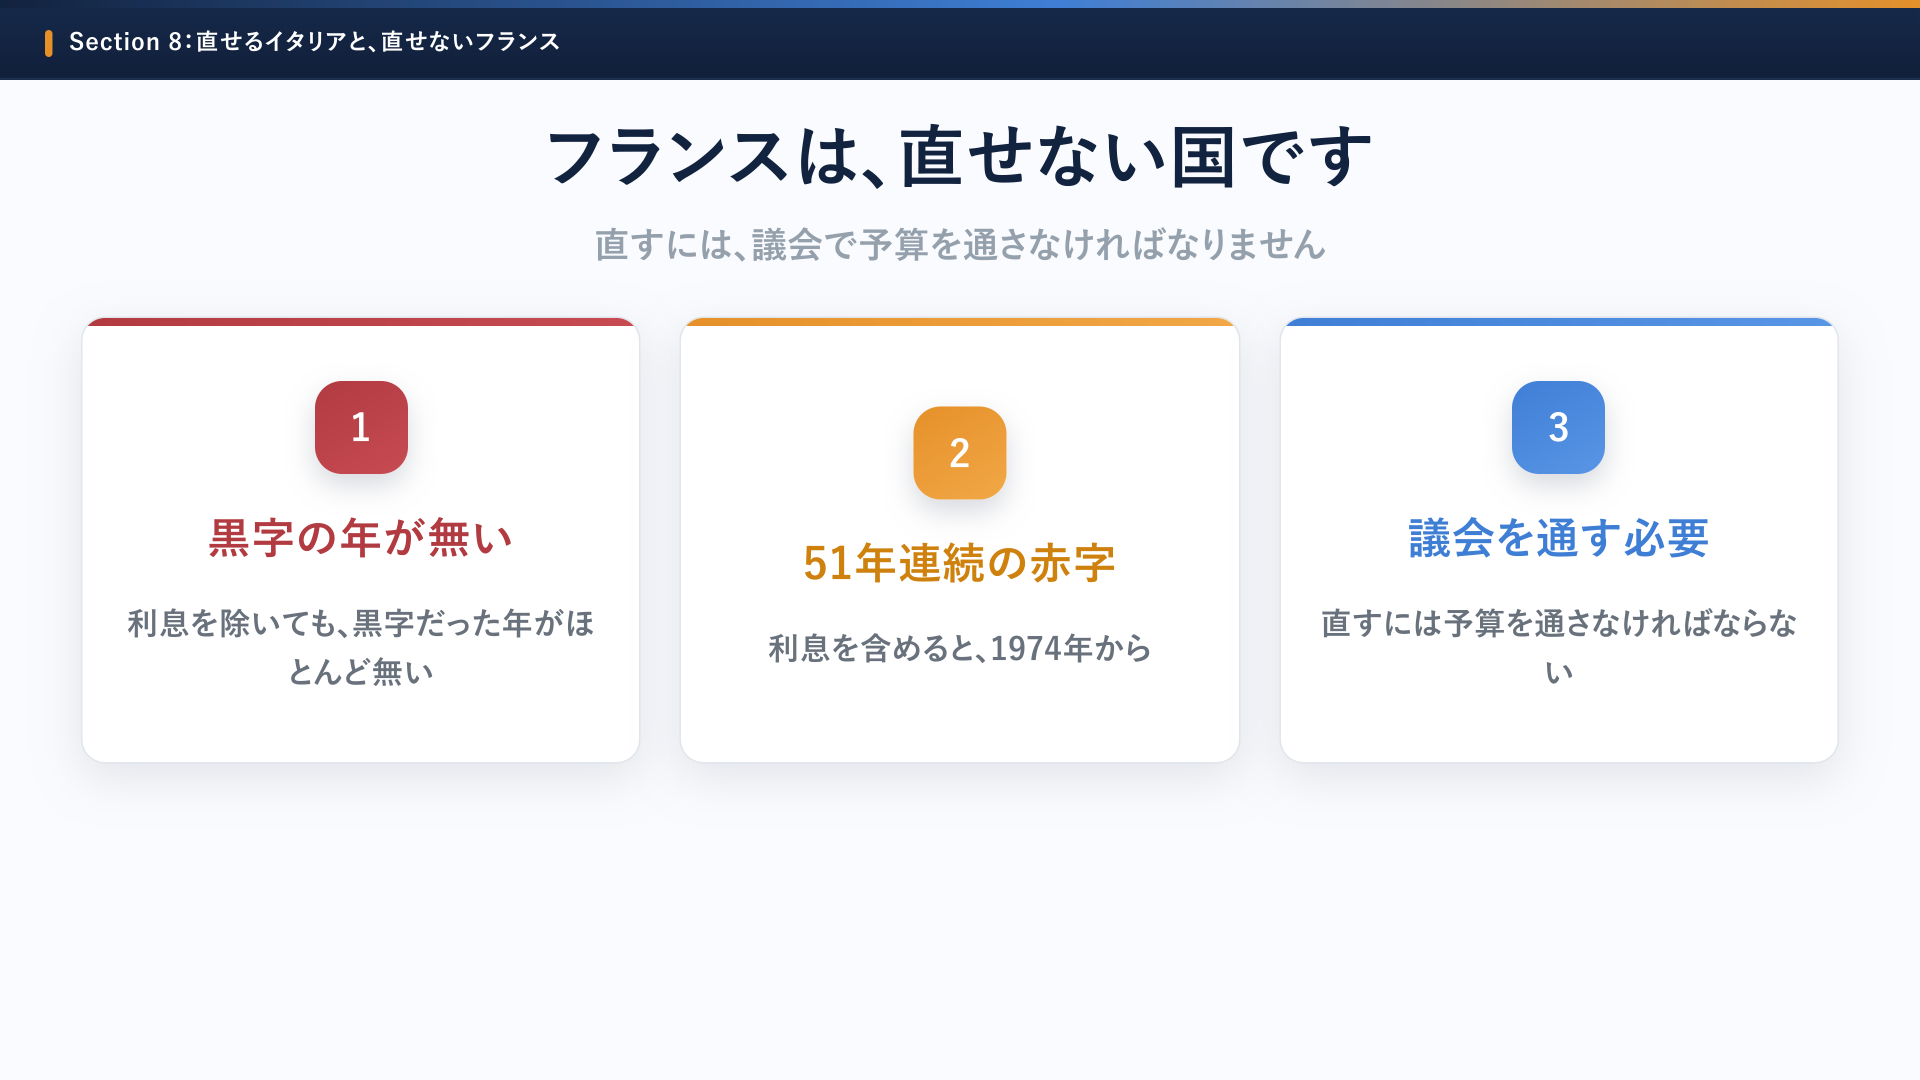 Section 8：直せるイタリアと、直せないフランス
フランスは、直せない国です
直すには、議会で予算を通さなければなりません
1
黒字の年が無い
利息を除いても、黒字だった年がほ
とんど無い
2
51年連続の赤字
利息を含めると、1974年から
3
議会を通す必要
直すには予算を通さなければならな
い